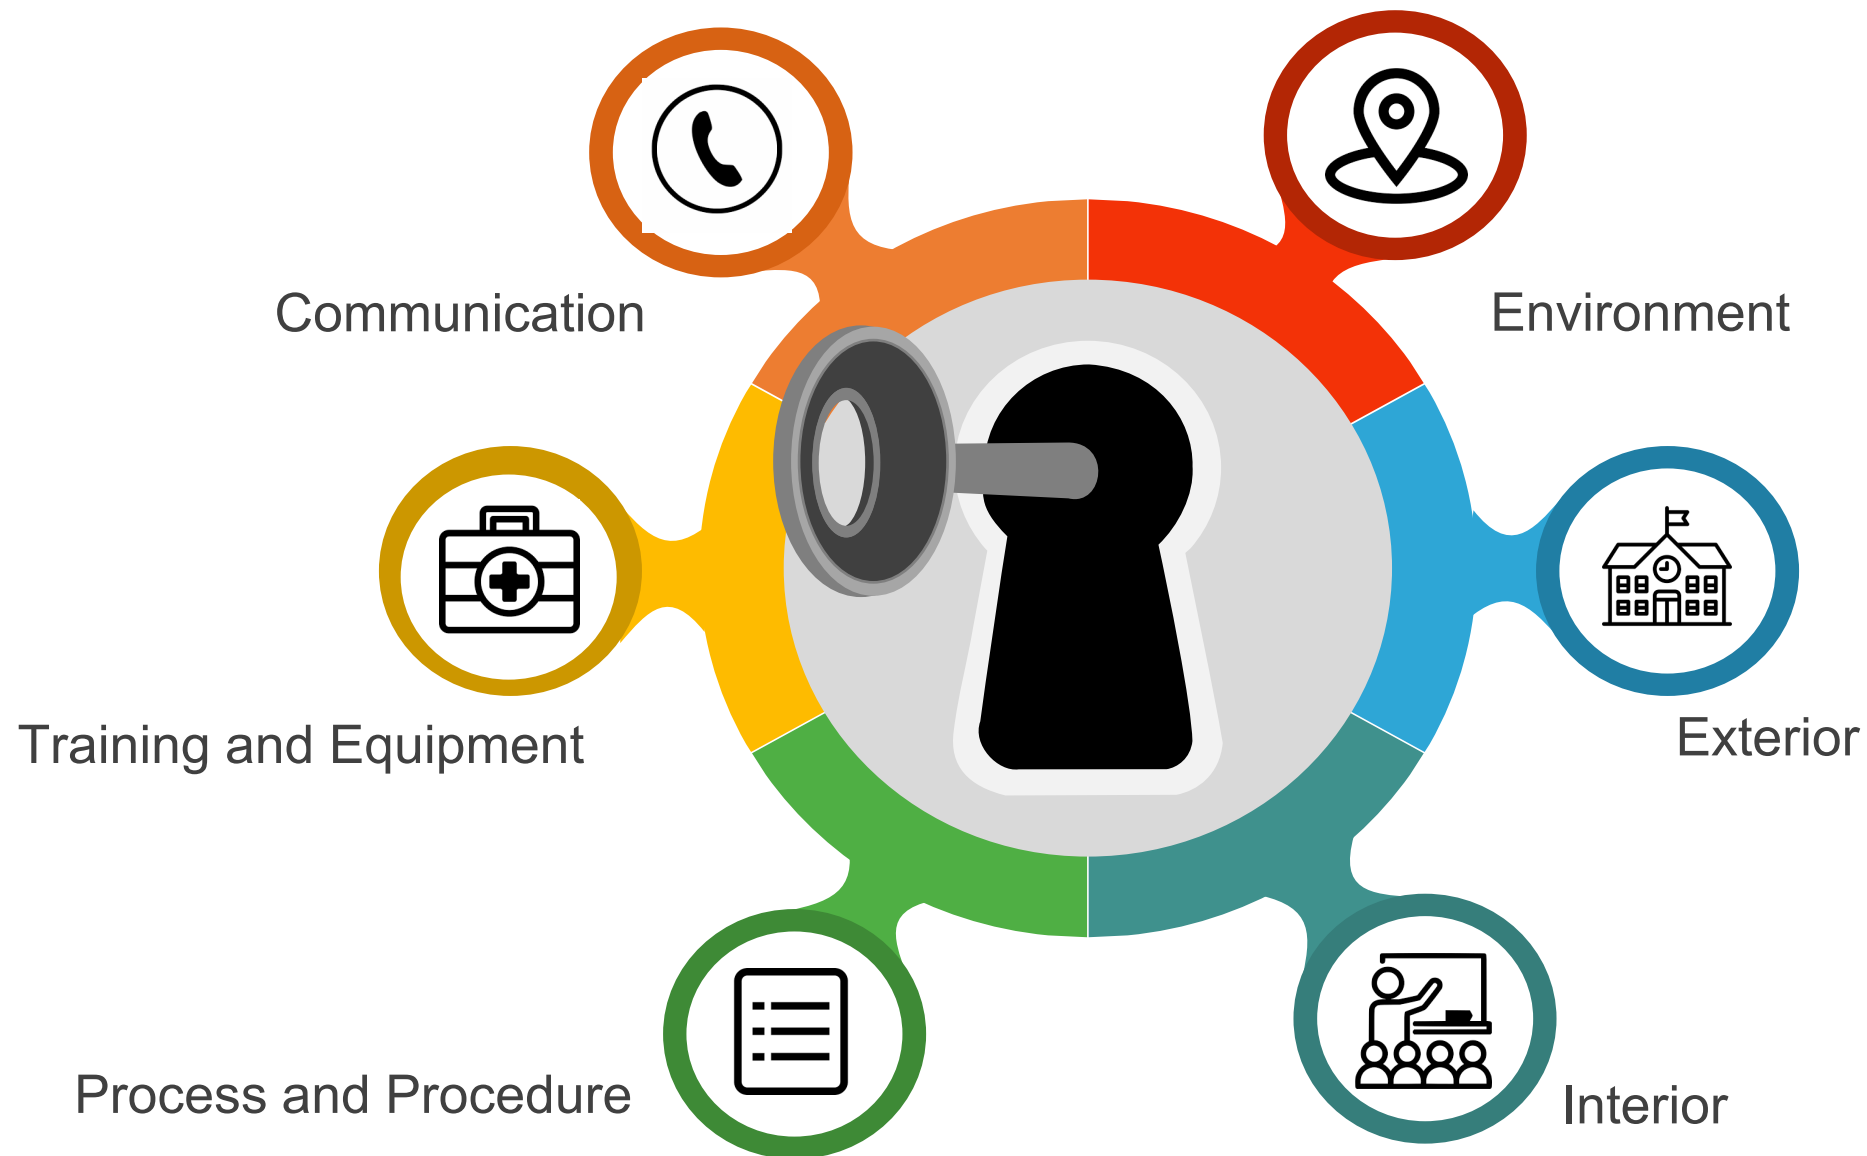 Communication
Environment
Training and Equipment
Exterior
Process and Procedure
Interior